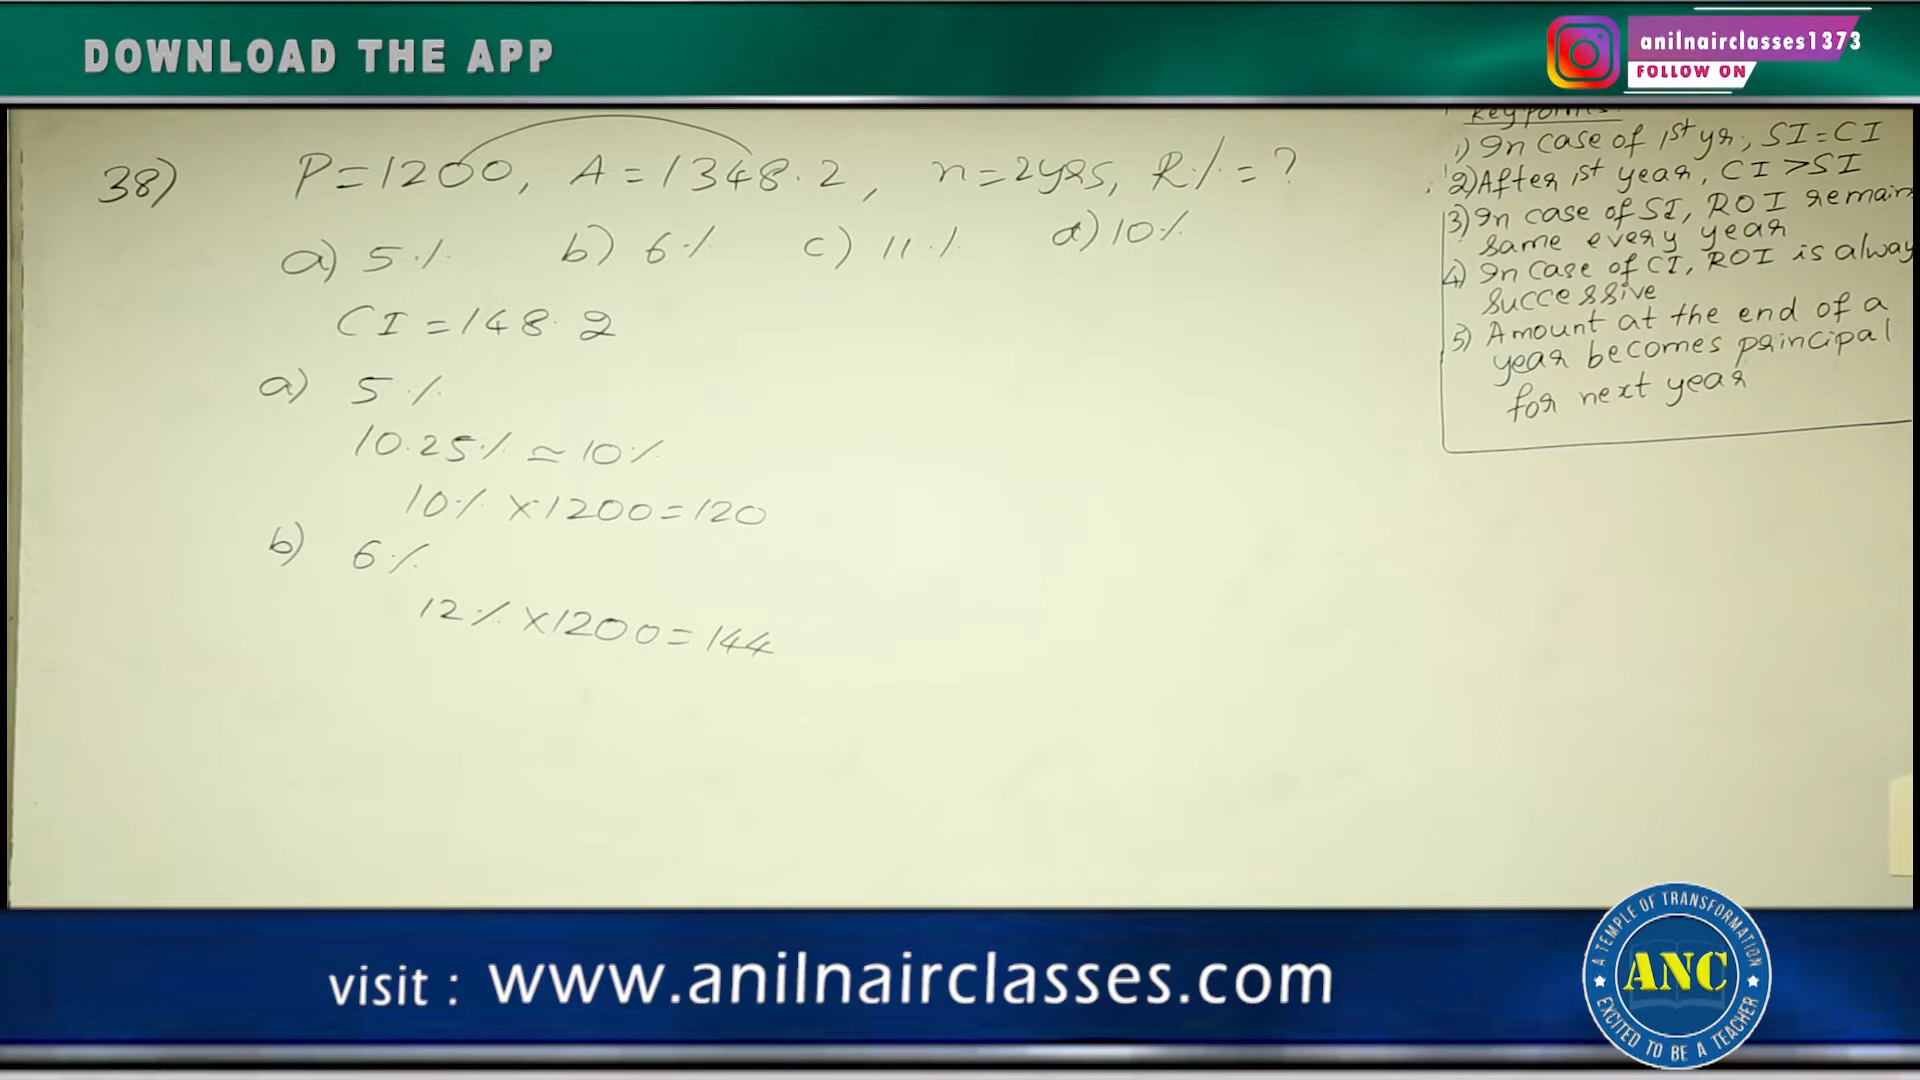 DOWNLOAD THE APP
anilnairclasses1373
FOLLOW ON
38) P=1200, A=1348.2, n=2yrs, R%=?
a) 5% b) 6% c) 11% d) 10%
CI=148.2
a) 5%
10.25% ≃ 10%
10% ×1200=120
b) 6%
12% ×1200=144
key points
1) In case of 1st yr, SI=CI
2) After 1st year, CI>SI
3) In case of SI, ROI remain
same every year
4) In case of CI, ROI is alway
successive
5) Amount at the end of a
year becomes principal
for next year
visit : www.anilnairclasses.com
A TEMPLE OF TRANSFORMATION
ANC
EXCITED TO BE A TEACHER